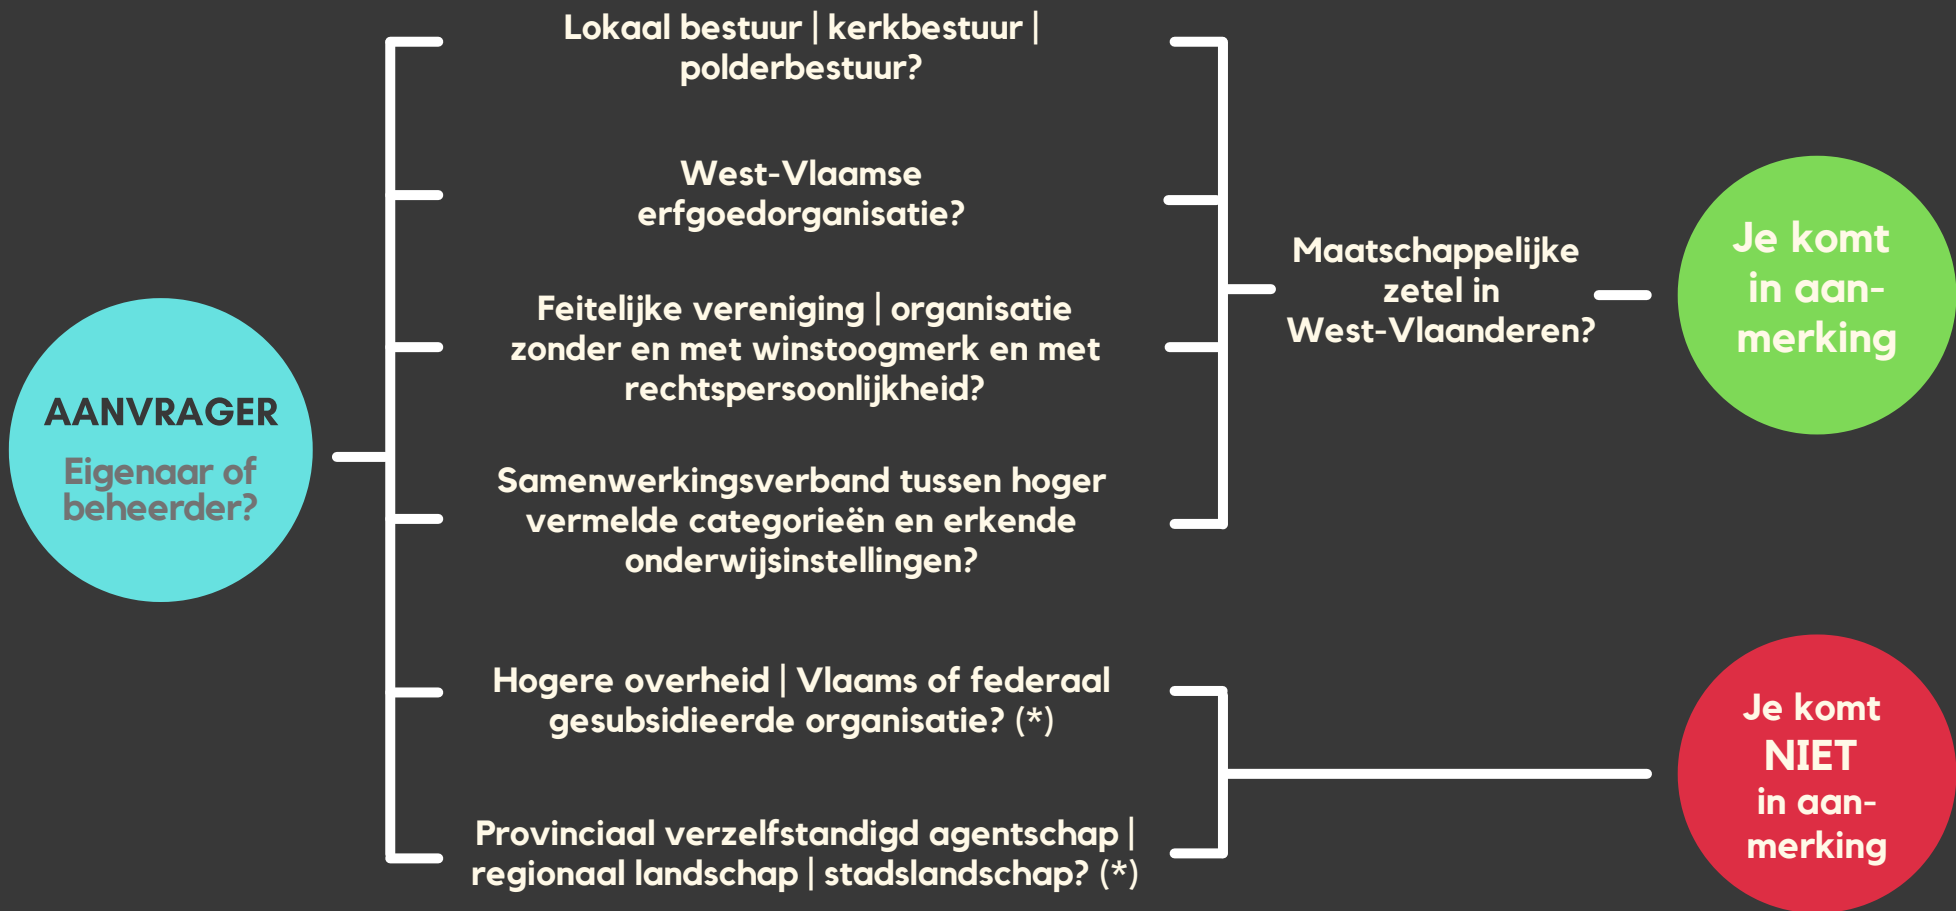 AANVRAGER
Eigenaar of
beheerder?
Lokaal bestuur | kerkbestuur |
polderbestuur?
West-Vlaamse
erfgoedorganisatie?
Feitelijke vereniging | organisatie
zonder en met winstoogmerk en met
rechtspersoonlijkheid?
Samenwerkingsverband tussen hoger
vermelde categorieën en erkende
onderwijsinstellingen?
Hogere overheid | Vlaams of federaal
gesubsidieerde organisatie? (*)
Provinciaal verzelfstandigd agentschap |
regionaal landschap | stadslandschap? (*)
Maatschappelijke
zetel in
West-Vlaanderen?
Je komt
in aan-
merking
Je komt
NIET
in aan-
merking